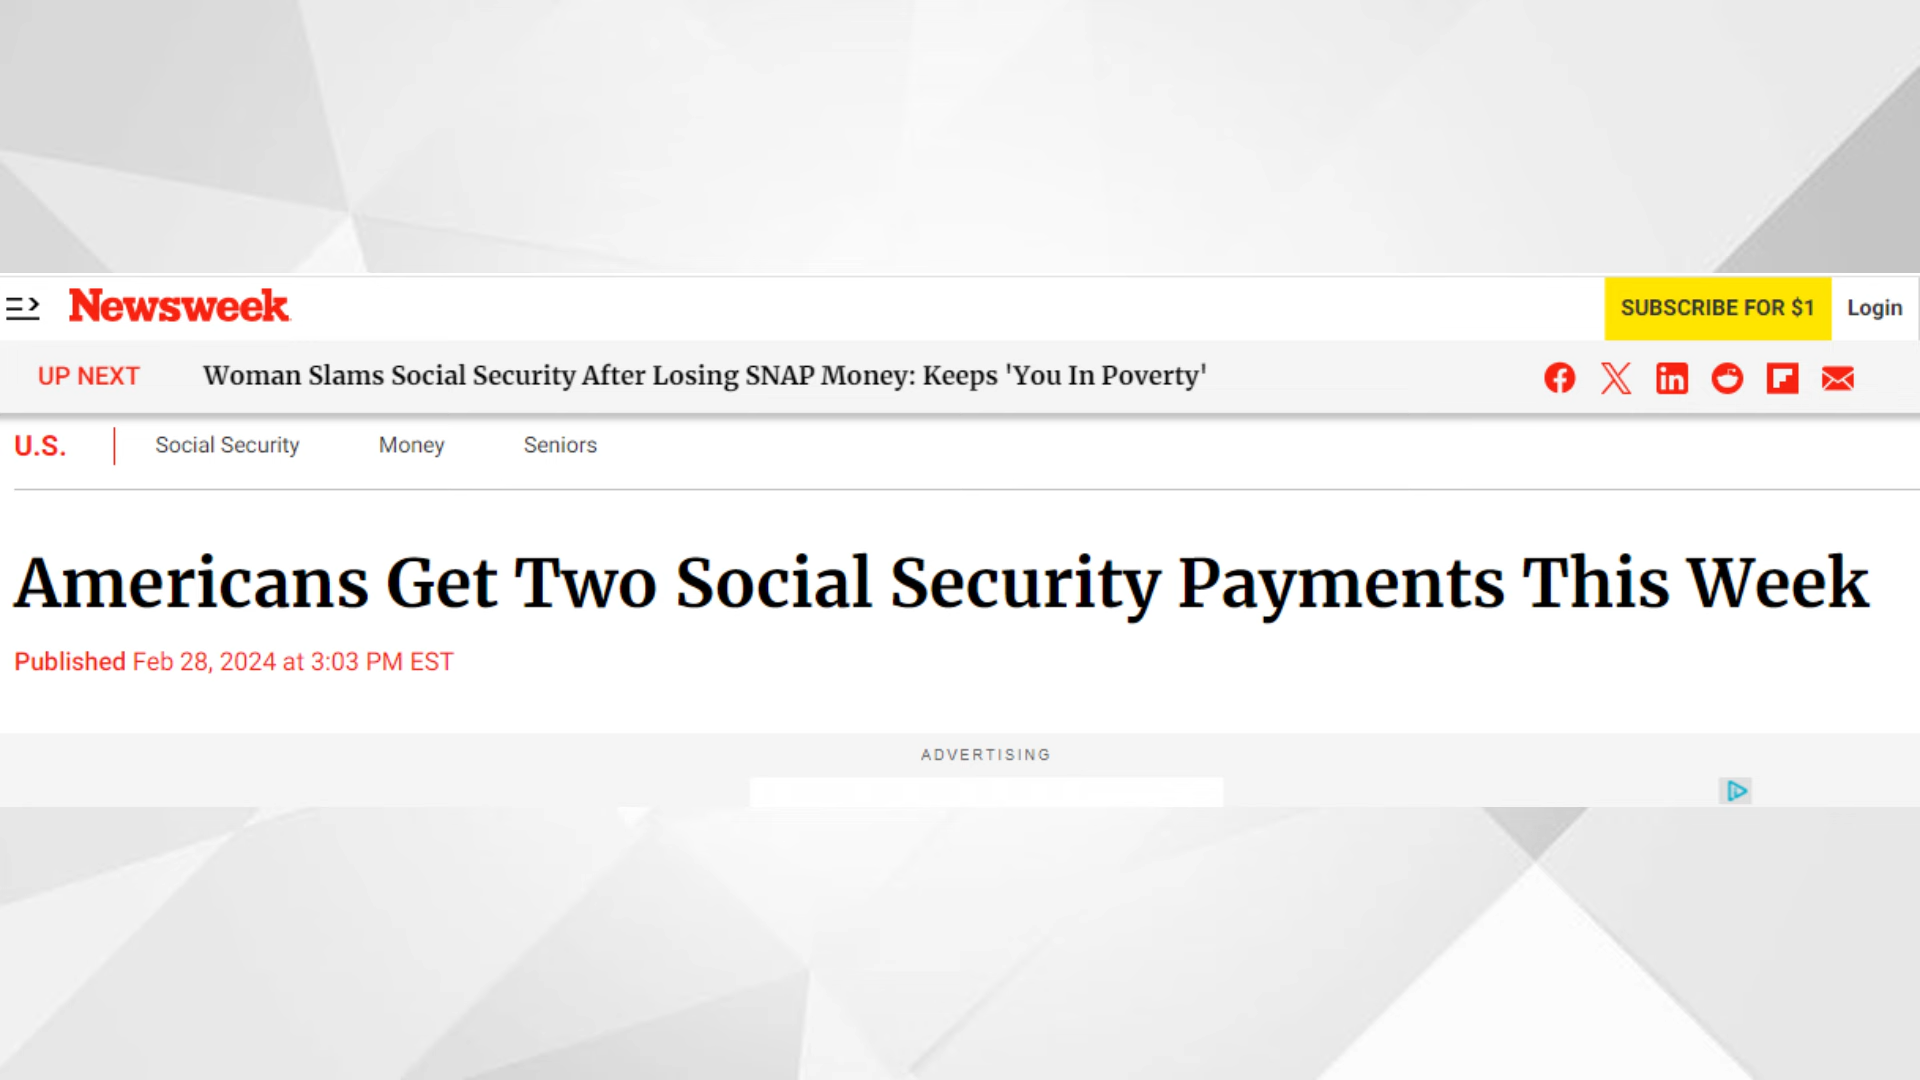 Newsweek
SUBSCRIBE FOR $1
Login
UP NEXT
Woman Slams Social Security After Losing SNAP Money: Keeps 'You In Poverty'
U.S.
Social Security
Money
Seniors
Americans Get Two Social Security Payments This Week
Published Feb 28, 2024 at 3:03 PM EST
ADVERTISING